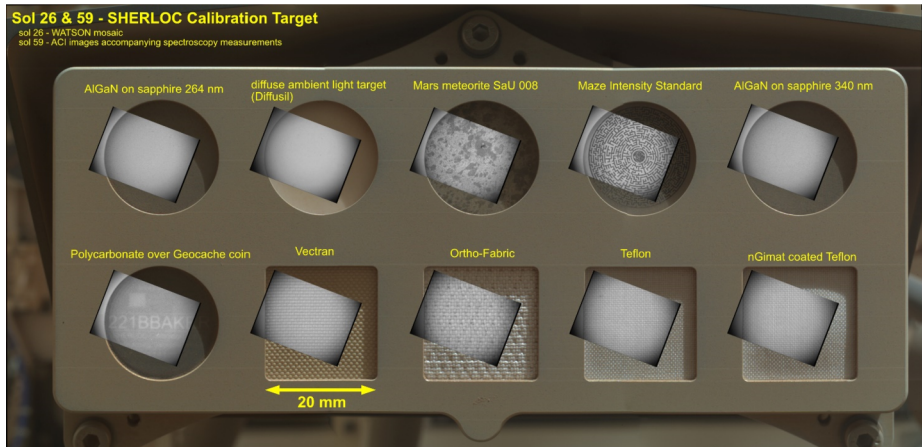 Sol 26 & 59 - SHERLOC Calibration Target
sol 26 - WATSON mosaic
sol 59 - ACI images accompanying spectroscopy measurements
AlGaN on sapphire 264 nm
diffuse ambient light target
(Diffusil)
Mars meteorite SaU 008
Maze Intensity Standard
AlGaN on sapphire 340 nm
Polycarbonate over Geocache coin
Vectran
Ortho-Fabric
Teflon
nGimat coated Teflon
221BBAK
20 mm